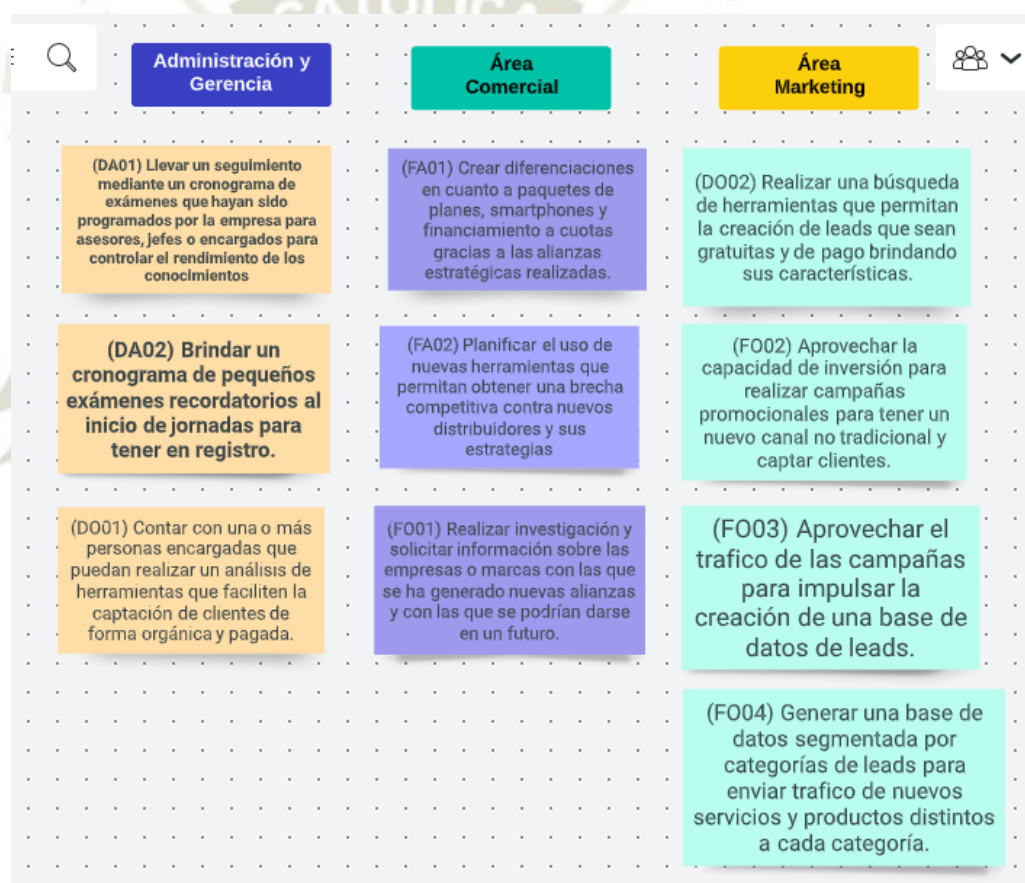 CATÓLICA
Administración y
Gerencia
Área
Comercial
Área
Marketing
(DA01) Llevar un seguimiento
mediante un cronograma de
exámenes que hayan sido
programados por la empresa para
asesores, jefes o encargados para
controlar el rendimiento de los
conocimientos
(DA02) Brindar un
cronograma de pequeños
exámenes recordatorios al
inicio de jornadas para
tener en registro.
(DO01) Contar con una o más
personas encargadas que
puedan realizar un análisis de
herramientas que faciliten la
captación de clientes de
forma orgánica y pagada.
(FA01) Crear diferenciaciones
en cuanto a paquetes de
planes, smartphones y
financiamiento a cuotas
gracias a las alianzas
estratégicas realizadas.
(FA02) Planificar el uso de
nuevas herramientas que
permitan obtener una brecha
competitiva contra nuevos
distribuidores y sus
estrategias
(FO01) Realizar investigación y
solicitar información sobre las
empresas o marcas con las que
se ha generado nuevas alianzas
y con las que se podrían darse
en un futuro.
(DO02) Realizar una búsqueda
de herramientas que permitan
la creación de leads que sean
gratuitas y de pago brindando
sus características.
(FO02) Aprovechar la
capacidad de inversión para
realizar campañas
promocionales para tener un
nuevo canal no tradicional y
captar clientes.
(FO03) Aprovechar el
trafico de las campañas
para impulsar la
creación de una base de
datos de leads.
(FO04) Generar una base de
datos segmentada por
categorías de leads para
enviar trafico de nuevos
servicios y productos distintos
a cada categoría.